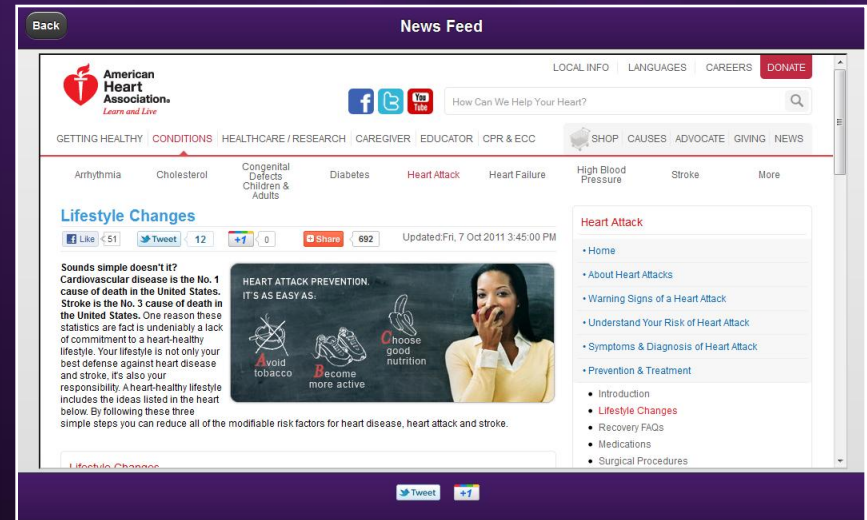 Back
News Feed
American
Heart
Association®
Learn and Live
LOCAL INFO LANGUAGES CAREERS DONATE
You
Tube
How Can We Help Your Heart?
GETTING HEALTHY CONDITIONS HEALTHCARE / RESEARCH CAREGIVER EDUCATOR CPR & ECC SHOP CAUSES ADVOCATE GIVING NEWS
Arrhythmia
Cholesterol
Congenital
Defects
Children &
Adults
Diabetes
Heart Attack
Heart Failure
High Blood
Pressure
Stroke
More
Lifestyle Changes
Like 51 Tweet 12 +1 0 Share 692 Updated:Fri, 7 Oct 2011 3:45:00 PM
Sounds simple doesn't it?
Cardiovascular disease is the No. 1
cause of death in the United States.
Stroke is the No. 3 cause of death in
the United States. One reason these
statistics are fact is undeniably a lack
of commitment to a heart-healthy
lifestyle. Your lifestyle is not only your
best defense against heart disease
and stroke, it's also your
responsibility. A heart-healthy lifestyle
includes the ideas listed in the heart
below. By following these three
simple steps you can reduce all of the modifiable risk factors for heart disease, heart attack and stroke.
HEART ATTACK PREVENTION.
IT'S AS EASY AS:
Avoid
tobacco
Become
more active
Choose
good
nutrition
Lifestyle Changes
Heart Attack
• Home
• About Heart Attacks
• Warning Signs of a Heart Attack
• Understand Your Risk of Heart Attack
• Symptoms & Diagnosis of Heart Attack
• Prevention & Treatment
• Introduction
• Lifestyle Changes
• Recovery FAQs
• Medications
• Surgical Procedures
Tweet +1